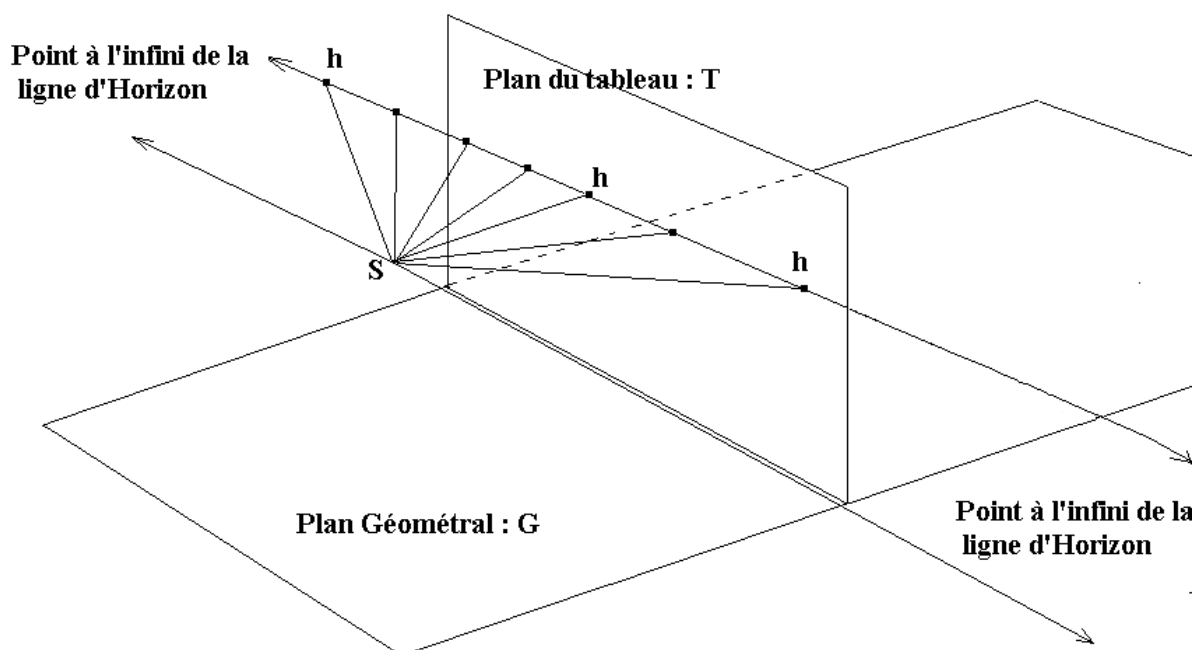 Point à l'infini de la
ligne d'Horizon
h
Plan du tableau : T
h
S
h
Plan Géométral : G
Point à l'infini de la
ligne d'Horizon